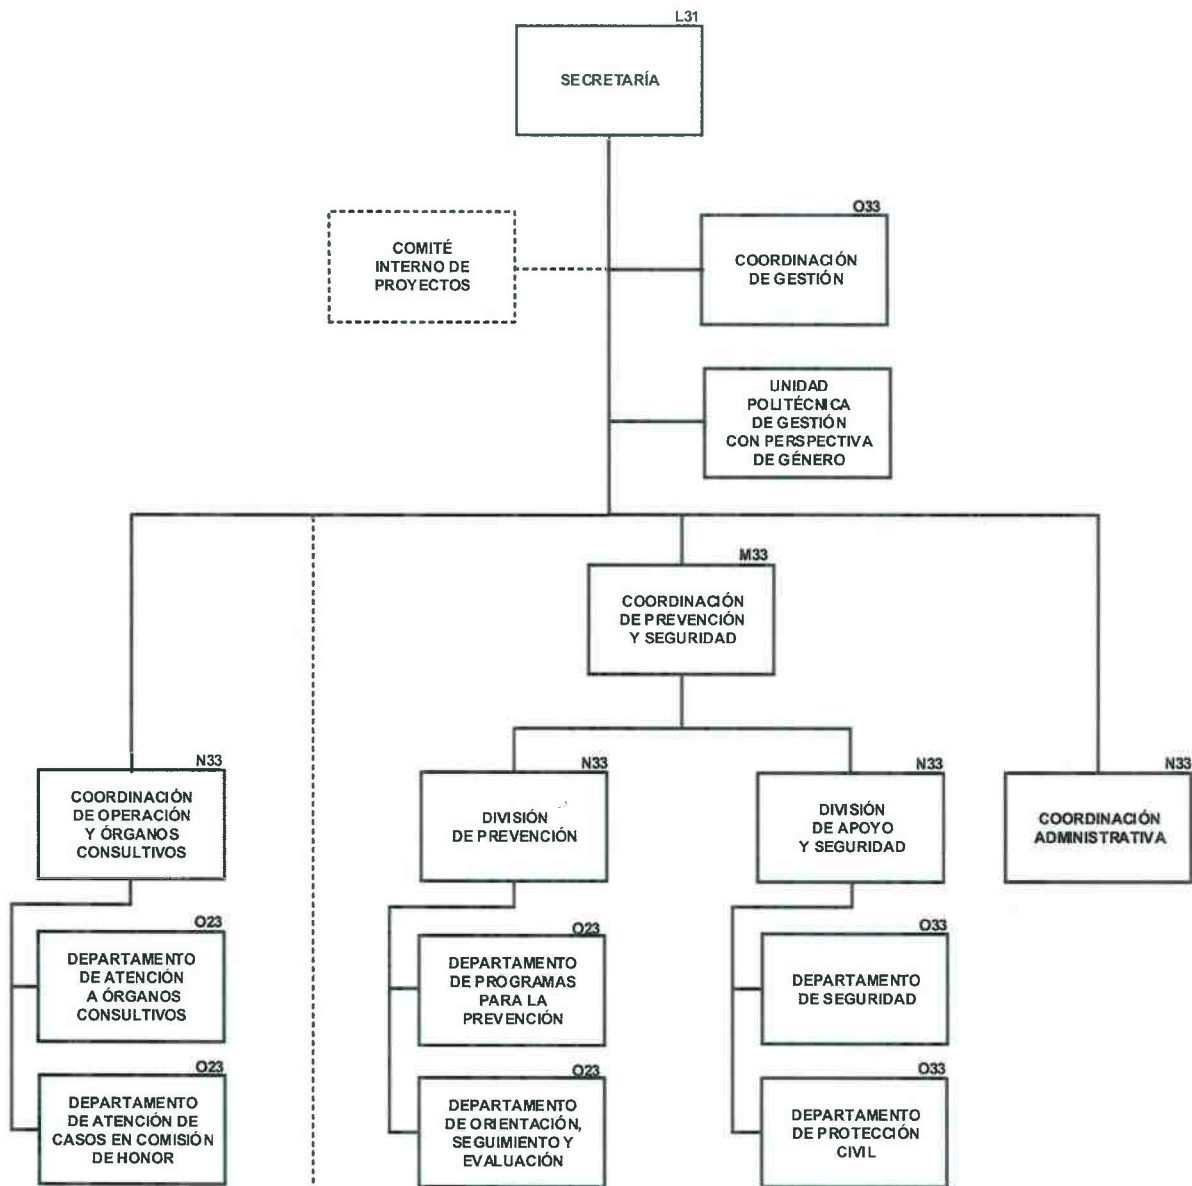 L31
SECRETARÍA
COMITÉ
INTERNO DE
PROYECTOS
O33
COORDINACIÓN
DE GESTIÓN
UNIDAD
POLITÉCNICA
DE GESTIÓN
CON PERSPECTIVA
DE GÉNERO
M33
COORDINACIÓN
DE PREVENCIÓN
Y SEGURIDAD
N33
COORDINACIÓN
DE OPERACIÓN
Y ÓRGANOS
CONSULTIVOS
N33
DIVISIÓN
DE PREVENCIÓN
N33
DIVISIÓN
DE APOYO
Y SEGURIDAD
N33
COORDINACIÓN
ADMINISTRATIVA
O23
DEPARTAMENTO
DE ATENCIÓN
A ÓRGANOS
CONSULTIVOS
O23
DEPARTAMENTO
DE PROGRAMAS
PARA LA
PREVENCIÓN
O33
DEPARTAMENTO
DE SEGURIDAD
O23
DEPARTAMENTO
DE ATENCIÓN DE
CASOS EN COMISIÓN
DE HONOR
O23
DEPARTAMENTO
DE ORIENTACIÓN,
SEGUIMIENTO Y
EVALUACIÓN
O33
DEPARTAMENTO
DE PROTECCIÓN
CIVIL